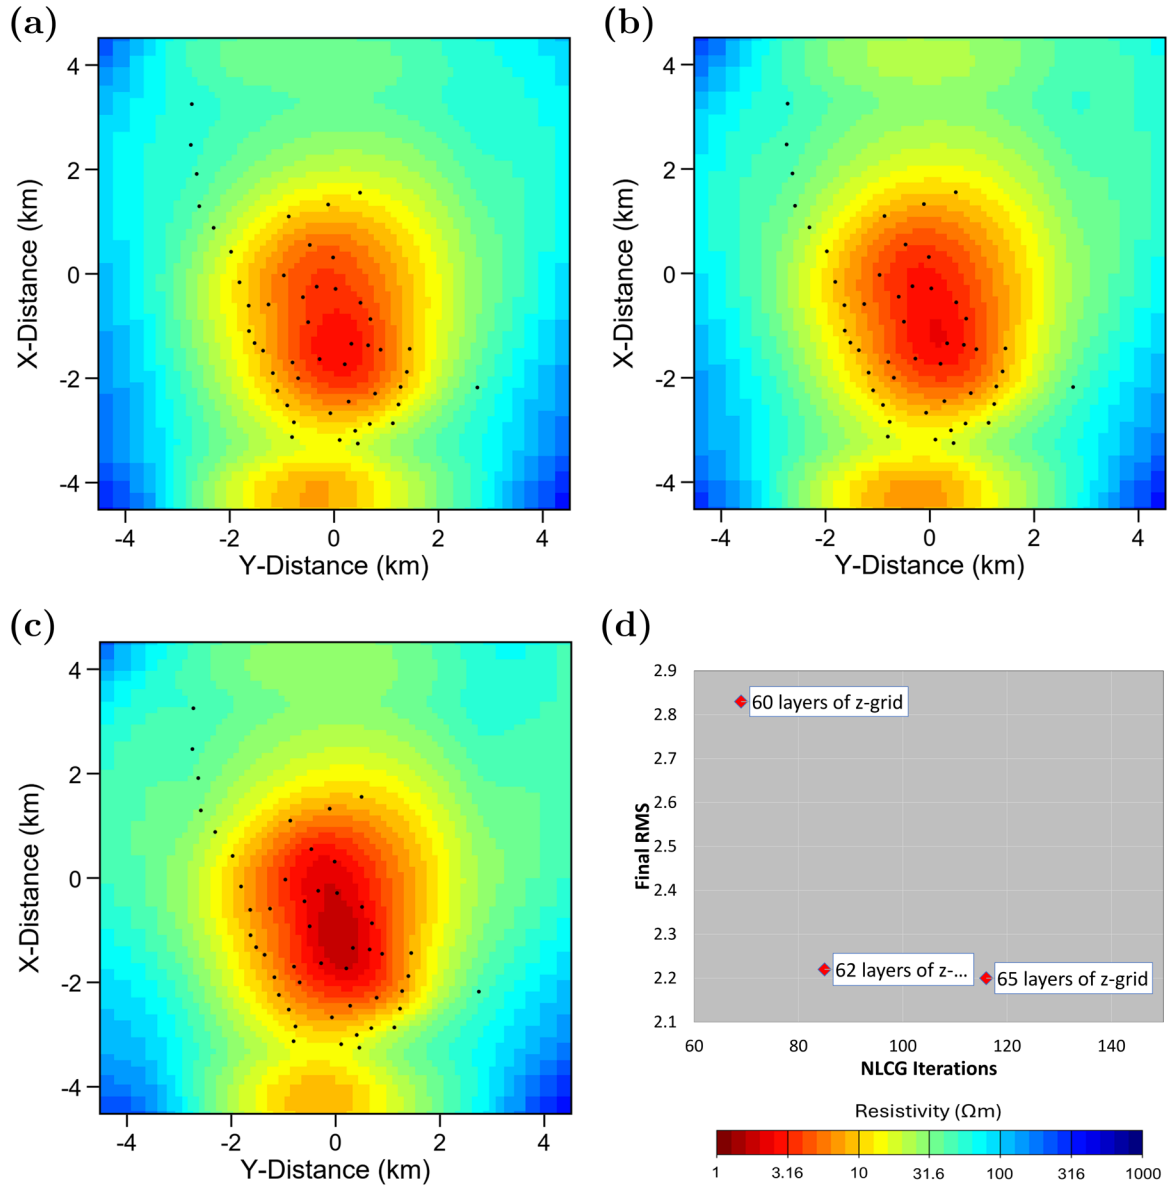 (a)
4
2
0
-2
-4
X-Distance (km)
-4 -2 0 2 4
Y-Distance (km)
(b)
4
2
0
-2
-4
X-Distance (km)
-4 -2 0 2 4
Y-Distance (km)
(c)
4
2
0
-2
-4
X-Distance (km)
-4 -2 0 2 4
Y-Distance (km)
(d)
2.9
2.8
2.7
2.6
2.5
2.4
2.3
2.2
2.1
Final RMS
60 layers of z-grid
62 layers of z-...
65 layers of z-grid
60 80 100 120 140
NLCG Iterations
Resistivity (Ωm)
1 3.16 10 31.6 100 316 1000